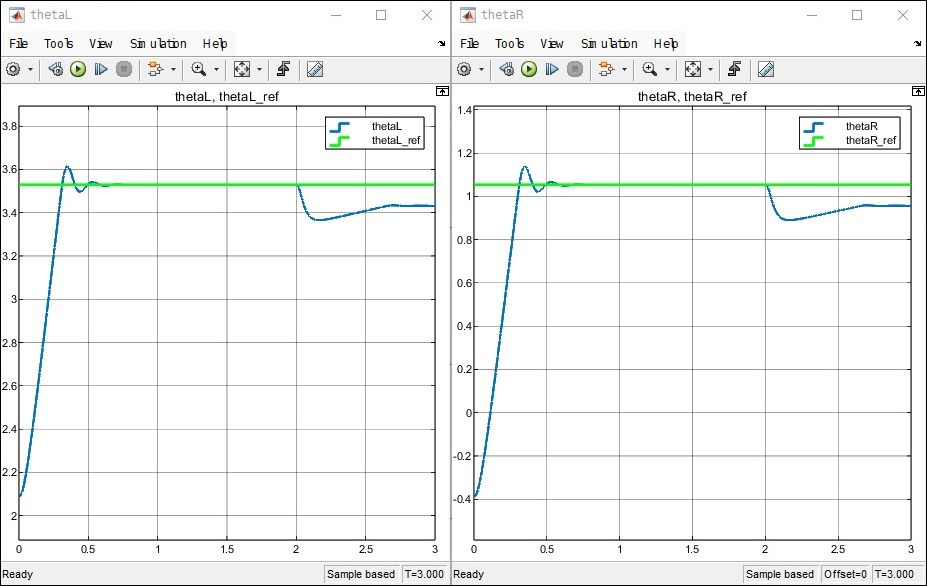 thetaL
File Tools View Simulation Help
thetaL, thetaL_ref
thetaL
thetaL_ref
3.8
3.6
3.4
3.2
3
2.8
2.6
2.4
2.2
2
0 0.5 1 1.5 2 2.5 3
Ready Sample based T=3.000
thetaR
File Tools View Simulation Help
thetaR, thetaR_ref
thetaR
thetaR_ref
1.4
1.2
1
0.8
0.6
0.4
0.2
0
-0.2
-0.4
0 0.5 1 1.5 2 2.5 3
Ready Sample based Offset=0 T=3.000